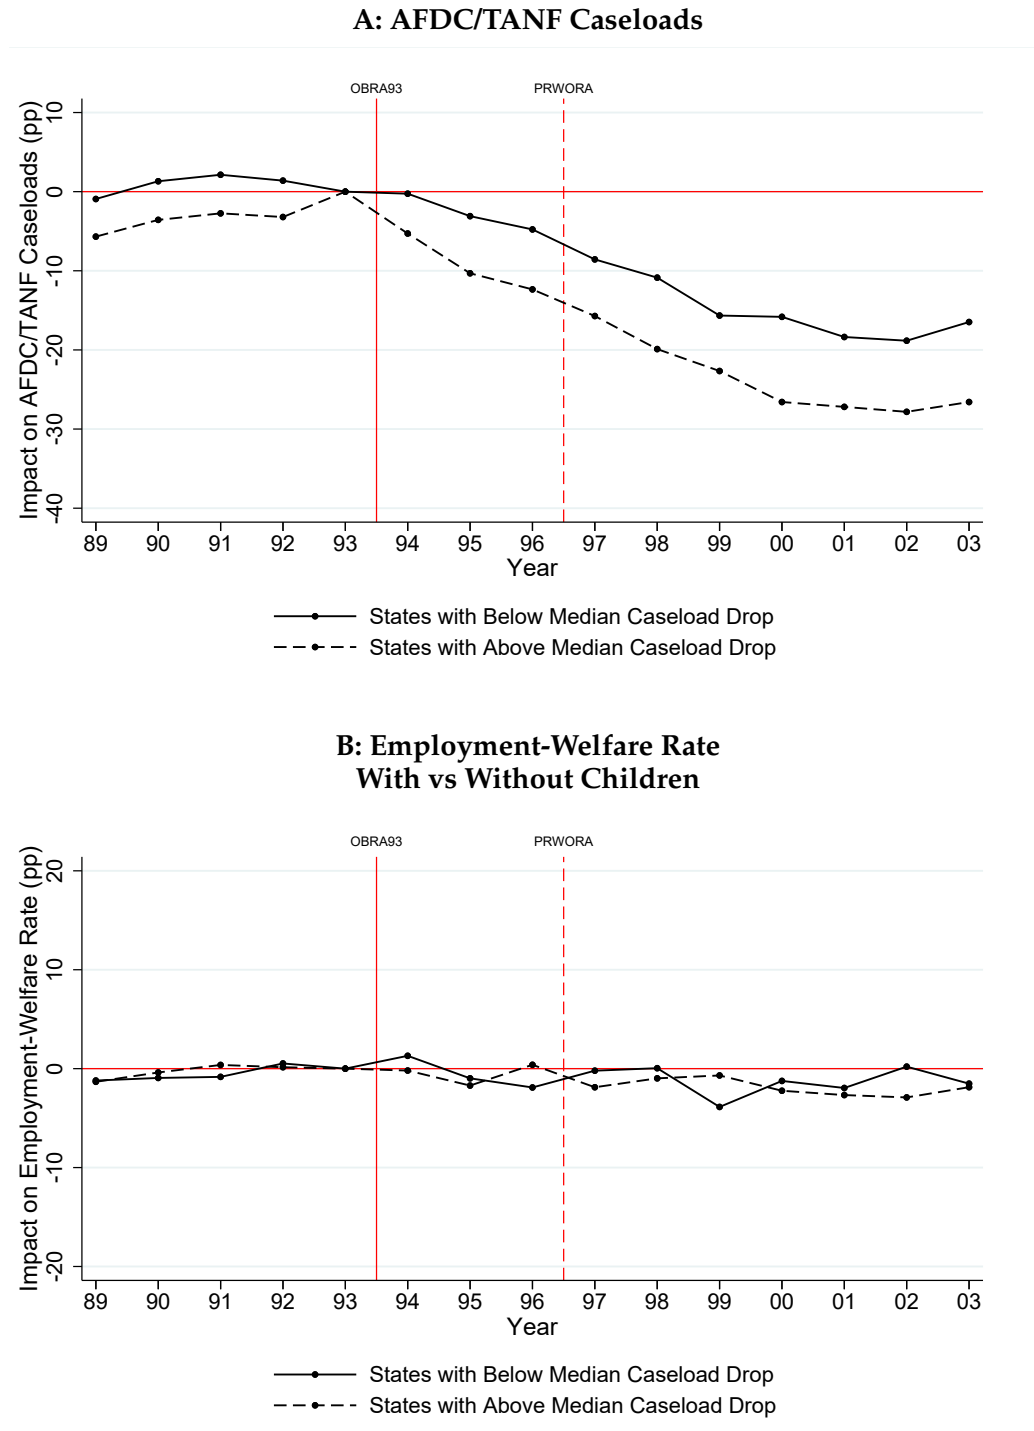 A: AFDC/TANF Caseloads
OBRA93 PRWORA
Impact on AFDC/TANF Caseloads (pp)
10
0
-10
-20
-30
-40
89 90 91 92 93 94 95 96 97 98 99 00 01 02 03
Year
States with Below Median Caseload Drop
States with Above Median Caseload Drop
B: Employment-Welfare Rate
With vs Without Children
OBRA93 PRWORA
Impact on Employment-Welfare Rate (pp)
20
10
0
-10
-20
89 90 91 92 93 94 95 96 97 98 99 00 01 02 03
Year
States with Below Median Caseload Drop
States with Above Median Caseload Drop